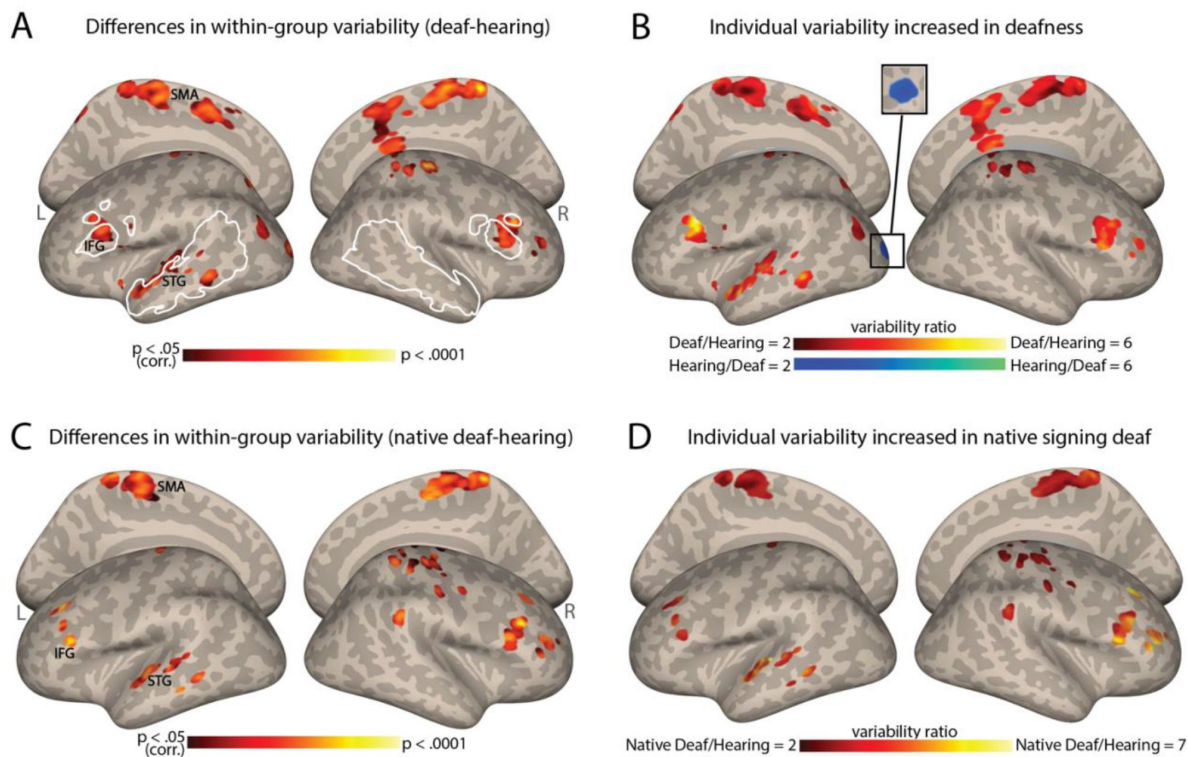 A
Differences in within-group variability (deaf-hearing)
SMA
L
R
IFG
STG
p < .05
(corr.)
p < .0001
B
Individual variability increased in deafness
variability ratio
Deaf/Hearing = 2
Deaf/Hearing = 6
Hearing/Deaf = 2
Hearing/Deaf = 6
C
Differences in within-group variability (native deaf-hearing)
SMA
L
R
IFG
STG
p < .05
(corr.)
p < .0001
D
Individual variability increased in native signing deaf
variability ratio
Native Deaf/Hearing = 2
Native Deaf/Hearing = 7